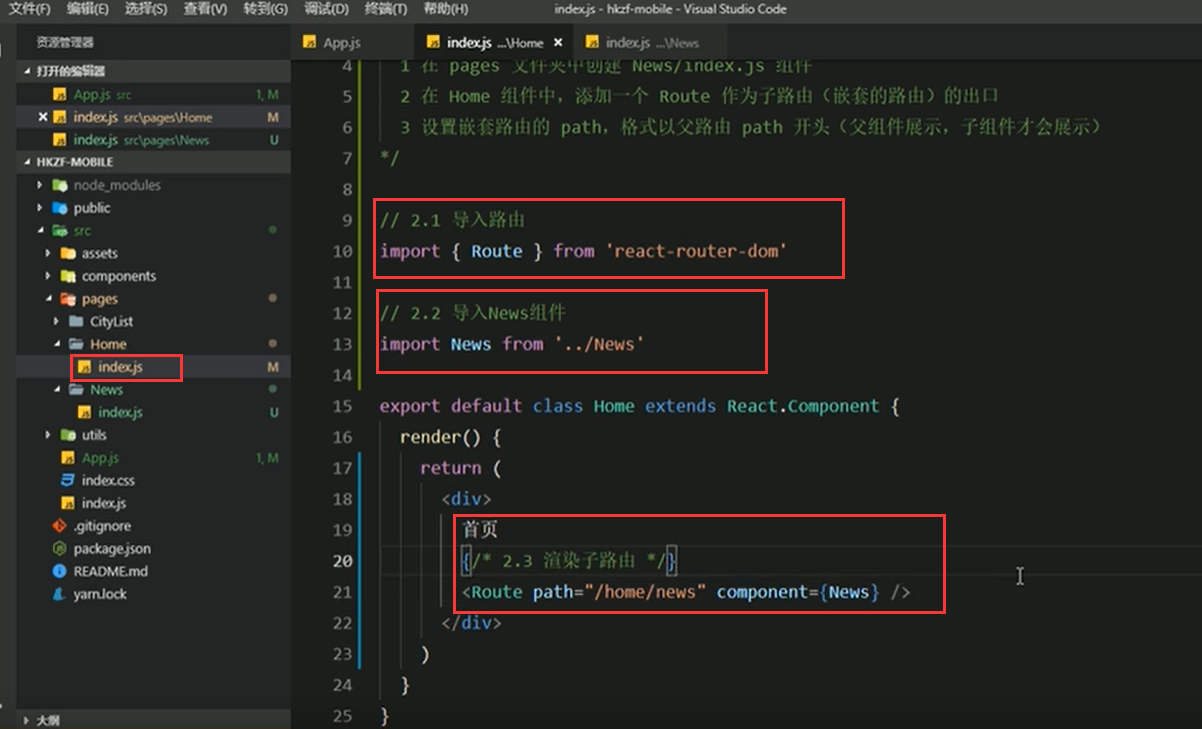 文件(F) 编辑(E) 选择(S) 查看(V) 转到(G) 调试(D) 终端(T) 帮助(H) index.js - hkzf-mobile - Visual Studio Code
资源管理器
打开的编辑器
App.js src 1, M
index.js src\pages\Home M
index.js src\pages\News U
HKZF-MOBILE
node_modules
public
src
assets
components
pages
CityList
Home
index.js M
News
index.js U
utils
App.js 1, M
index.css
index.js
.gitignore
package.json
README.md
yarn.lock
大纲
App.js index.js ...\Home index.js ...\News
4 1 在 pages 文件夹中创建 News/index.js 组件
5 2 在 Home 组件中，添加一个 Route 作为子路由（嵌套的路由）的出口
6 3 设置嵌套路由的 path，格式以父路由 path 开头（父组件展示，子组件才会展示）
7 */
8
9 // 2.1 导入路由
10 import { Route } from 'react-router-dom'
11
12 // 2.2 导入News组件
13 import News from '../News'
14
15 export default class Home extends React.Component {
16 render() {
17 return (
18 <div>
19 首页
20 {/* 2.3 渲染子路由 */}
21 <Route path="/home/news" component={News} />
22 </div>
23 )
24 }
25 }